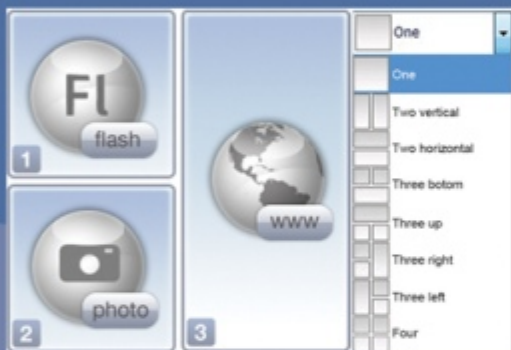 Fl
flash
1
photo
2
www
3
One
One
Two vertical
Two horizontal
Three botom
Three up
Three right
Three left
Four